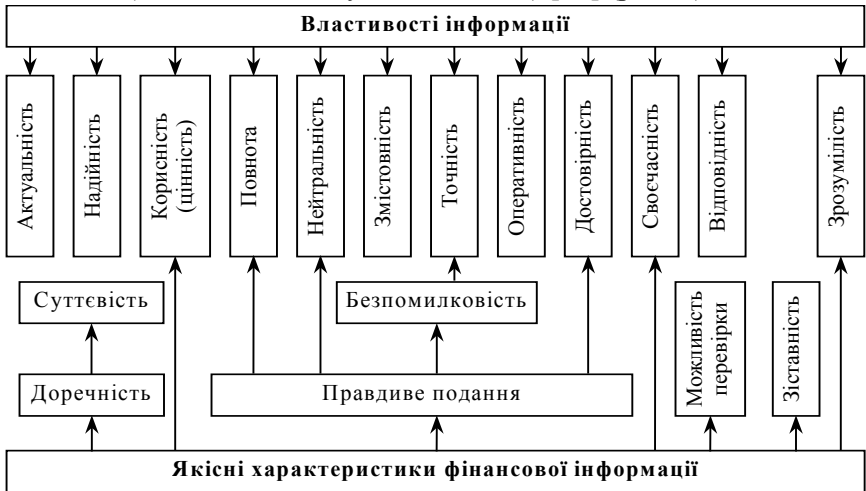 Властивості інформації
Актуальність
Надійність
Корисність
(цінність)
Повнота
Нейтральність
Змістовність
Точність
Оперативність
Достовірність
Своєчасність
Відповідність
Зрозумілість
Суттєвість
Безпомилковість
Можливість
перевірки
Зіставність
Доречність
Правдиве подання
Якісні характеристики фінансової інформації